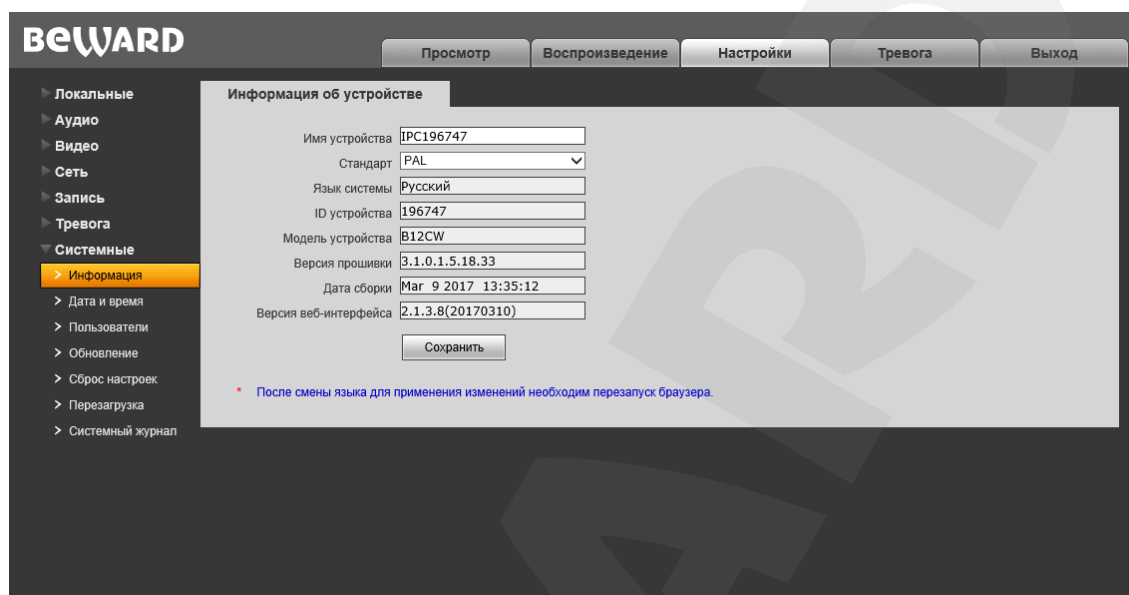 BEWARD
Просмотр Воспроизведение Настройки Тревога Выход
Локальные
Аудио
Видео
Сеть
Запись
Тревога
Системные
> Информация
> Дата и время
> Пользователи
> Обновление
> Сброс настроек
> Перезагрузка
> Системный журнал
Информация об устройстве
Имя устройства IPC196747
Стандарт PAL
Язык системы Русский
ID устройства 196747
Модель устройства B12CW
Версия прошивки 3.1.0.1.5.18.33
Дата сборки Mar 9 2017 13:35:12
Версия веб-интерфейса 2.1.3.8(20170310)
Сохранить
* После смены языка для применения изменений необходим перезапуск браузера.